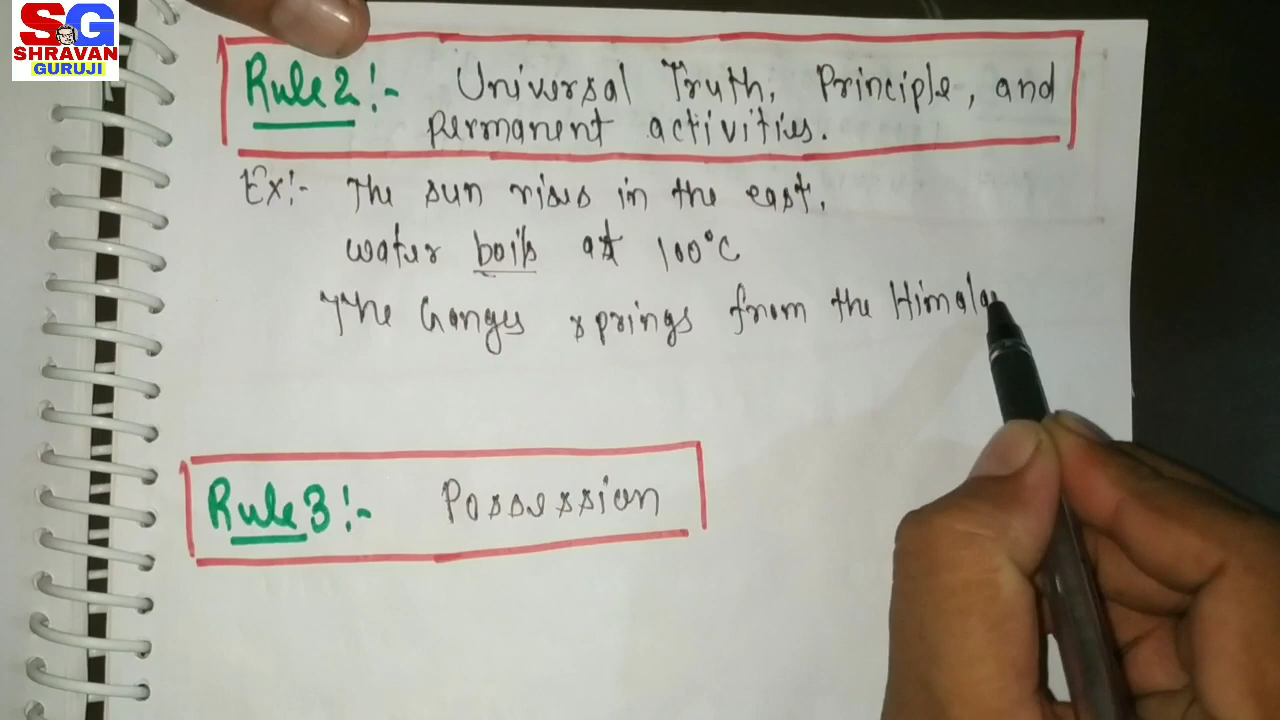 SG
SHRAVAN
GURUJI
Rule 2:- Universal Truth, Principle, and
permanent activities.
Ex:- The sun rises in the east.
water boils at 100°C
The Ganges springs from the Himala
Rule 3:- Possession